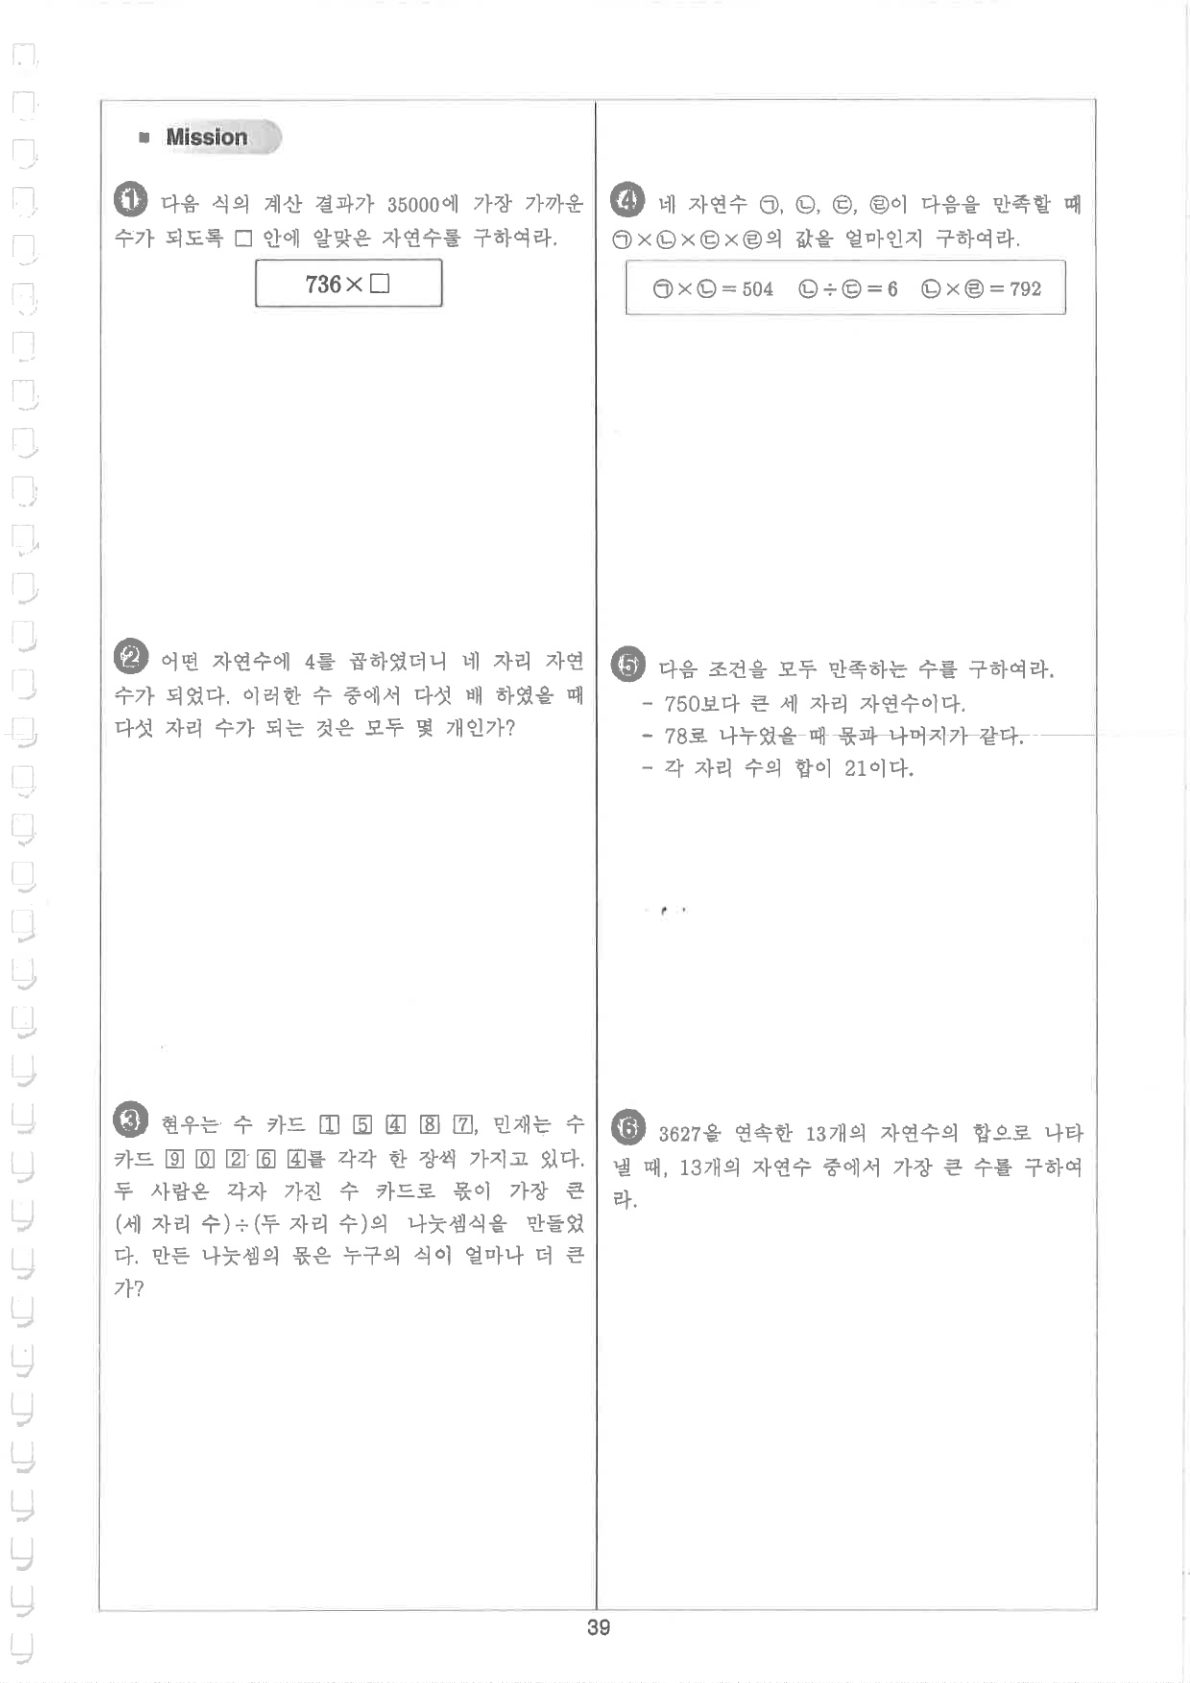 Mission
1 다음 식의 계산 결과가 35000에 가장 가까운
수가 되도록 □ 안에 알맞은 자연수를 구하여라.
736×□
2 어떤 자연수에 4를 곱하였더니 네 자리 자연
수가 되었다. 이러한 수 중에서 다섯 배 하였을 때
다섯 자리 수가 되는 것은 모두 몇 개인가?
3 현우는 수 카드 1 5 4 8 7, 민재는 수
카드 9 0 2 6 4를 각각 한 장씩 가지고 있다.
두 사람은 각자 가진 수 카드로 몫이 가장 큰
(세 자리 수)÷(두 자리 수)의 나눗셈식을 만들었
다. 만든 나눗셈의 몫은 누구의 식이 얼마나 더 큰
가?
4 네 자연수 ㉠, ㉡, ㉢, ㉣이 다음을 만족할 때
㉠×㉡×㉢×㉣의 값을 얼마인지 구하여라.
㉠×㉡=504 ㉡÷㉢=6 ㉡×㉣=792
5 다음 조건을 모두 만족하는 수를 구하여라.
- 750보다 큰 세 자리 자연수이다.
- 78로 나누었을 때 몫과 나머지가 같다.
- 각 자리 수의 합이 21이다.
6 3627을 연속한 13개의 자연수의 합으로 나타
낼 때, 13개의 자연수 중에서 가장 큰 수를 구하여
라.
39